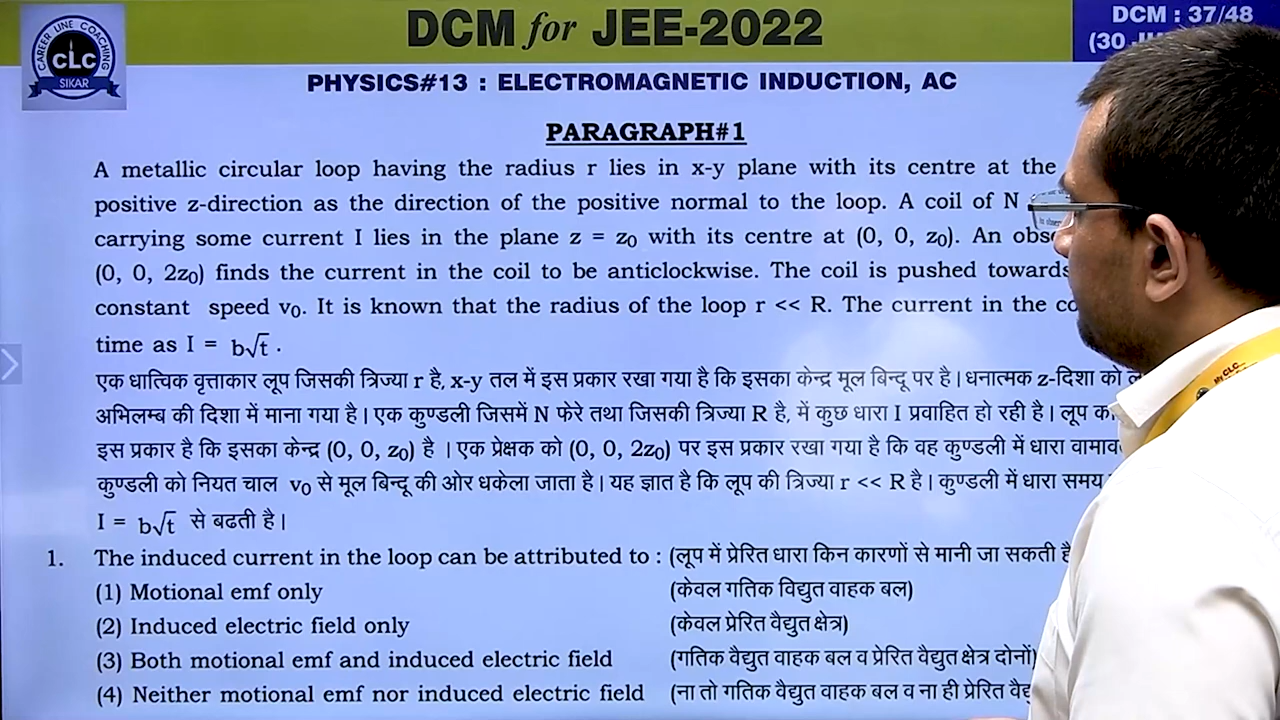 DCM for JEE-2022
DCM : 37/48
(30
CAREER LINE COACHING
CLC
SIKAR
PHYSICS#13 : ELECTROMAGNETIC INDUCTION, AC
PARAGRAPH#1
A metallic circular loop having the radius r lies in x-y plane with its centre at the
positive z-direction as the direction of the positive normal to the loop. A coil of N
carrying some current I lies in the plane z = z₀ with its centre at (0, 0, z₀). An
(0, 0, 2z₀) finds the current in the coil to be anticlockwise. The coil is pushed towards
constant speed v₀. It is known that the radius of the loop r << R. The current in the
time as I = b√t .
एक धात्विक वृत्ताकार लूप जिसकी त्रिज्या r है, x-y तल में इस प्रकार रखा गया है कि इसका केन्द्र मूल बिन्दू पर है। धनात्मक z-दिशा को
अभिलम्ब की दिशा में माना गया है। एक कुण्डली जिसमें N फेरे तथा जिसकी त्रिज्या R है, में कुछ धारा I प्रवाहित हो रही है। लूप
इस प्रकार है कि इसका केन्द्र (0, 0, z₀) है । एक प्रेक्षक को (0, 0, 2z₀) पर इस प्रकार रखा गया है कि वह कुण्डली में धारा
कुण्डली को नियत चाल v₀ से मूल बिन्दू की ओर धकेला जाता है। यह ज्ञात है कि लूप की त्रिज्या r << R है। कुण्डली में धारा समय
I = b√t से बढती है।
1. The induced current in the loop can be attributed to : (लूप में प्रेरित धारा किन कारणों से मानी जा सकती है
(1) Motional emf only (केवल गतिक विद्युत वाहक बल)
(2) Induced electric field only (केवल प्रेरित वैद्युत क्षेत्र)
(3) Both motional emf and induced electric field (गतिक वैद्युत वाहक बल व प्रेरित वैद्युत क्षेत्र दोनों)
(4) Neither motional emf nor induced electric field (ना तो गतिक वैद्युत वाहक बल व ना ही प्रेरित
My CLC